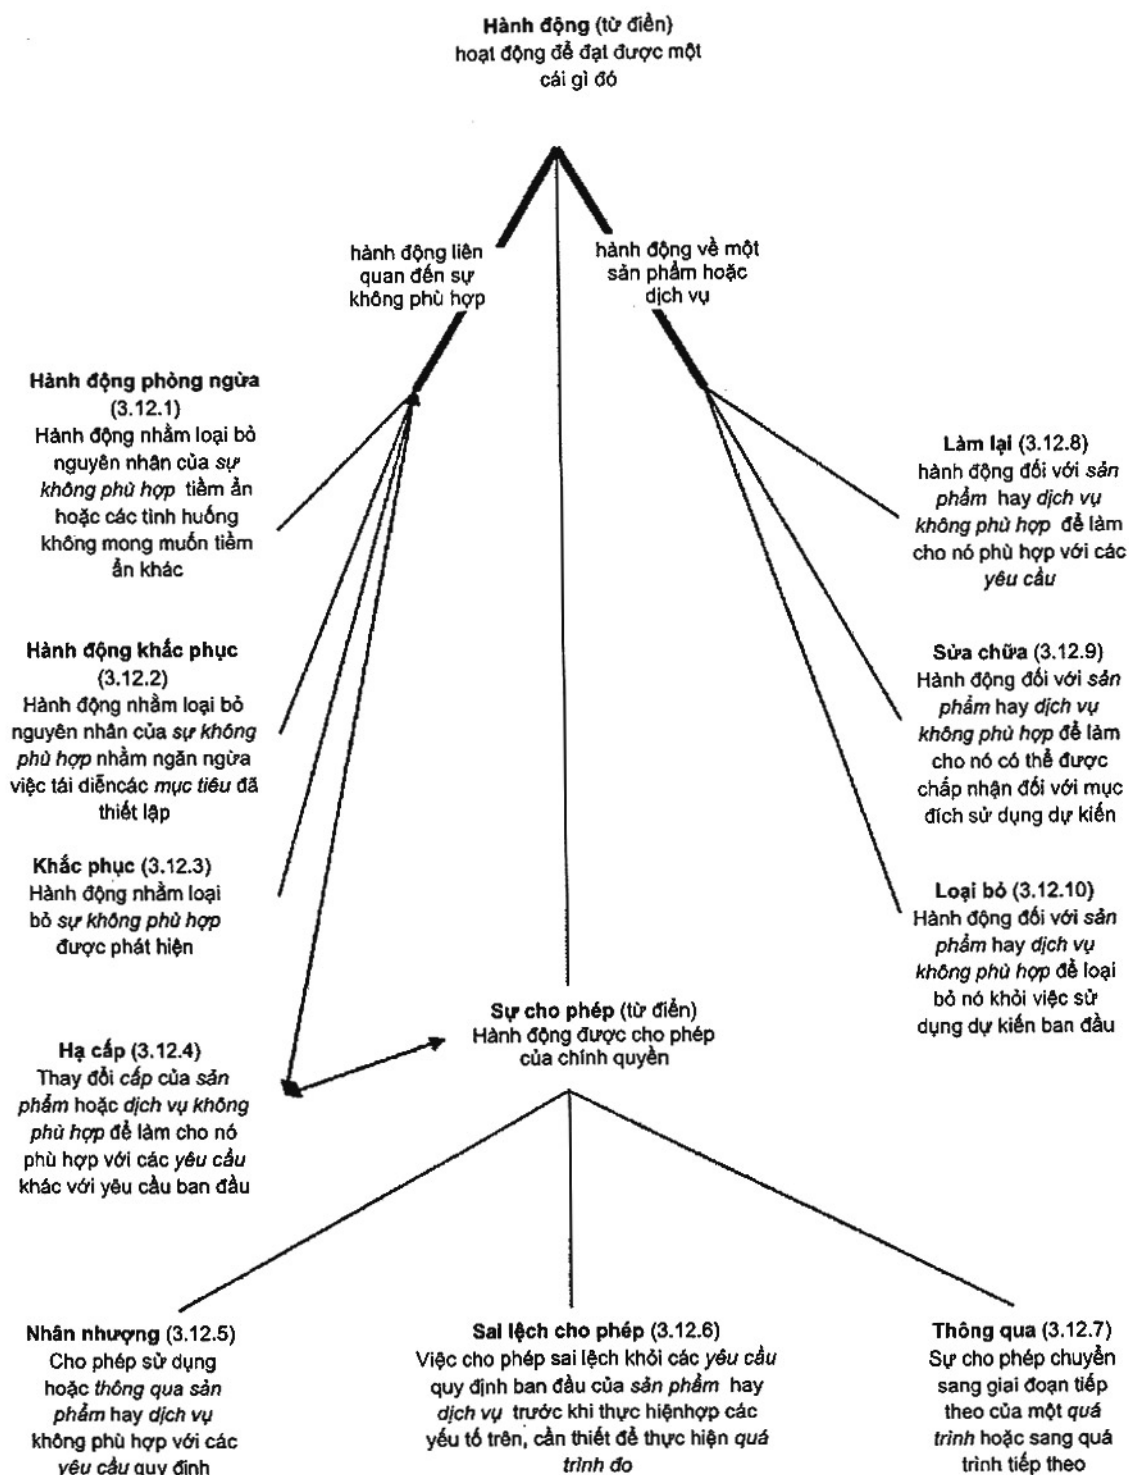 Hành động (từ điển)
hoạt động để đạt được một
cái gì đó
hành động liên
quan đến sự
không phù hợp
hành động về một
sản phẩm hoặc
dịch vụ
Hành động phòng ngừa
(3.12.1)
Hành động nhằm loại bỏ
nguyên nhân của sự
không phù hợp tiềm ẩn
hoặc các tình huống
không mong muốn tiềm
ẩn khác
Hành động khắc phục
(3.12.2)
Hành động nhằm loại bỏ
nguyên nhân của sự không
phù hợp nhằm ngăn ngừa
việc tái diễncác mục tiêu đã
thiết lập
Khắc phục (3.12.3)
Hành động nhằm loại
bỏ sự không phù hợp
được phát hiện
Hạ cấp (3.12.4)
Thay đổi cấp của sản
phẩm hoặc dịch vụ không
phù hợp để làm cho nó
phù hợp với các yêu cầu
khác với yêu cầu ban đầu
Làm lại (3.12.8)
hành động đối với sản
phẩm hay dịch vụ
không phù hợp để làm
cho nó phù hợp với các
yêu cầu
Sửa chữa (3.12.9)
Hành động đối với sản
phẩm hay dịch vụ
không phù hợp để làm
cho nó có thể được
chấp nhận đối với mục
đích sử dụng dự kiến
Loại bỏ (3.12.10)
Hành động đối với sản
phẩm hay dịch vụ
không phù hợp để loại
bỏ nó khỏi việc sử
dụng dự kiến ban đầu
Sự cho phép (từ điển)
Hành động được cho phép
của chính quyền
Nhân nhượng (3.12.5)
Cho phép sử dụng
hoặc thông qua sản
phẩm hay dịch vụ
không phù hợp với các
yêu cầu quy định
Sai lệch cho phép (3.12.6)
Việc cho phép sai lệch khỏi các yêu cầu
quy định ban đầu của sản phẩm hay
dịch vụ trước khi thực hiệnhợp các
yếu tố trên, cần thiết để thực hiện quá
trình đo
Thông qua (3.12.7)
Sự cho phép chuyển
sang giai đoạn tiếp
theo của một quá
trình hoặc sang quá
trình tiếp theo